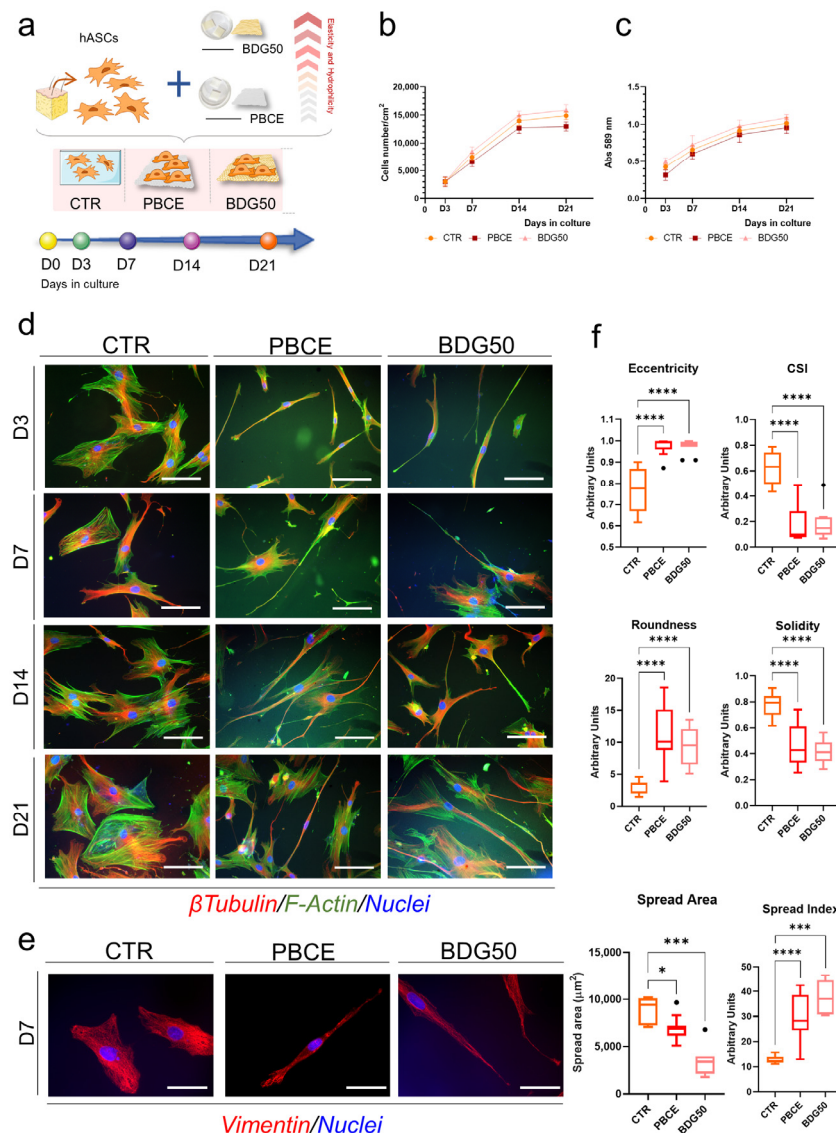 a
hASCs
BDG50
PBCE
Elasticity and Hydrophilicity
CTR
PBCE
BDG50
D0
D3
D7
D14
D21
Days in culture
b
Cells number/cm²
20,000
15,000
10,000
5,000
0
0
D3
D7
D14
D21
Days in colture
CTR
PBCE
BDG50
c
Abs 589 nm
1.5
1.0
0.5
0.0
0
D3
D7
D14
D21
Days in colture
CTR
PBCE
BDG50
d
CTR
PBCE
BDG50
D3
D7
D14
D21
βTubulin/F-Actin/Nuclei
e
CTR
PBCE
BDG50
D7
Vimentin/Nuclei
f
Eccentricity
****
****
Arbitrary Units
1.1
1.0
0.9
0.8
0.7
0.6
0.5
CTR
PBCE
BDG50
CSI
****
****
Arbitrary Units
1.0
0.8
0.6
0.4
0.2
0.0
CTR
PBCE
BDG50
Roundness
****
****
Arbitrary Units
20
15
10
5
0
CTR
PBCE
BDG50
Solidity
****
****
Arbitrary Units
1.0
0.8
0.6
0.4
0.2
0.0
CTR
PBCE
BDG50
Spread Area
***
*
Spread area (μm²)
15,000
10,000
5,000
0
CTR
PBCE
BDG50
Spread Index
***
****
Arbitrary Units
50
40
30
20
10
0
CTR
PBCE
BDG50